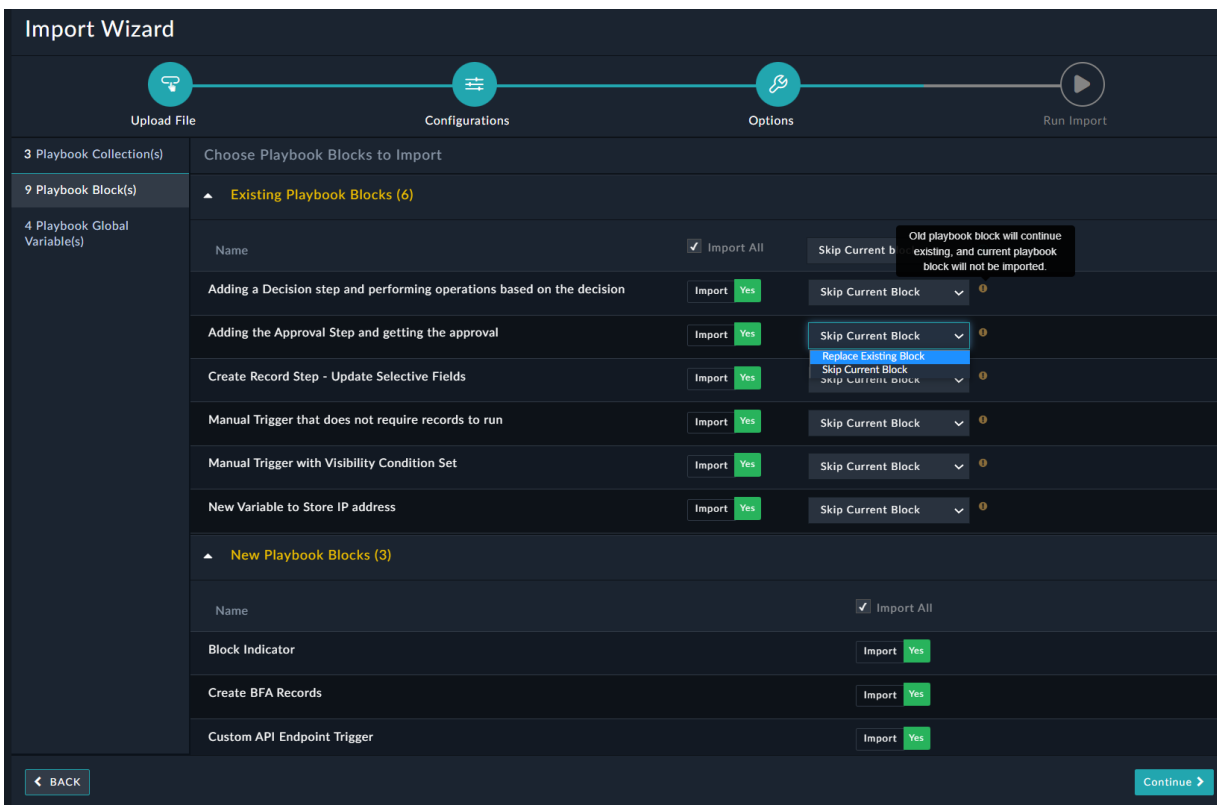 Import Wizard
Upload File
Configurations
Options
Run Import
3 Playbook Collection(s)
9 Playbook Block(s)
4 Playbook Global
Variable(s)
Choose Playbook Blocks to Import
Existing Playbook Blocks (6)
Name
Import All
Skip Current b
Old playbook block will continue
existing, and current playbook
block will not be imported.
Adding a Decision step and performing operations based on the decision
Import Yes
Skip Current Block
Adding the Approval Step and getting the approval
Import Yes
Skip Current Block
Replace Existing Block
Skip Current Block
Create Record Step - Update Selective Fields
Import Yes
Skip Current Block
Manual Trigger that does not require records to run
Import Yes
Skip Current Block
Manual Trigger with Visibility Condition Set
Import Yes
Skip Current Block
New Variable to Store IP address
Import Yes
Skip Current Block
New Playbook Blocks (3)
Name
Import All
Block Indicator
Import Yes
Create BFA Records
Import Yes
Custom API Endpoint Trigger
Import Yes
BACK
Continue